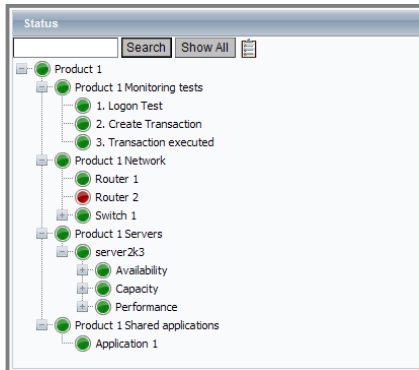 Status
Search Show All
Product 1
Product 1 Monitoring tests
1. Logon Test
2. Create Transaction
3. Transaction executed
Product 1 Network
Router 1
Router 2
Switch 1
Product 1 Servers
server2k3
Availability
Capacity
Performance
Product 1 Shared applications
Application 1